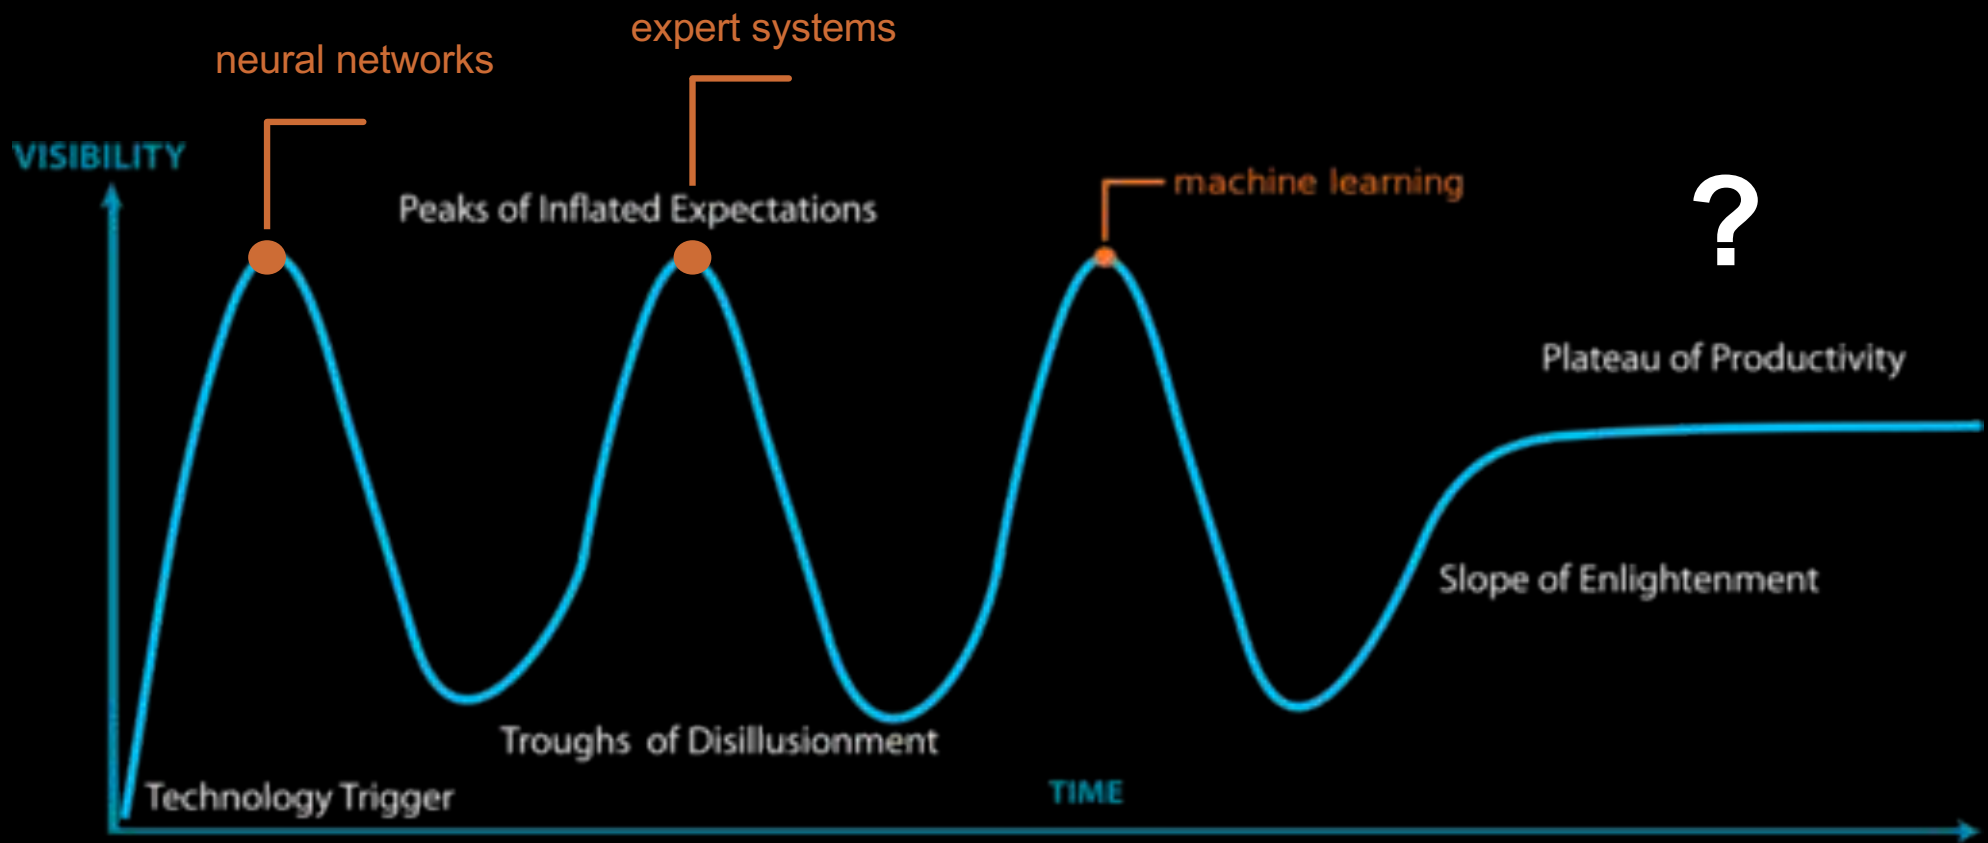 expert systems
neural networks
VISIBILITY
machine learning
Peaks of Inflated Expectations
?
Plateau of Productivity
Slope of Enlightenment
Troughs of Disillusionment
TIME
Technology Trigger